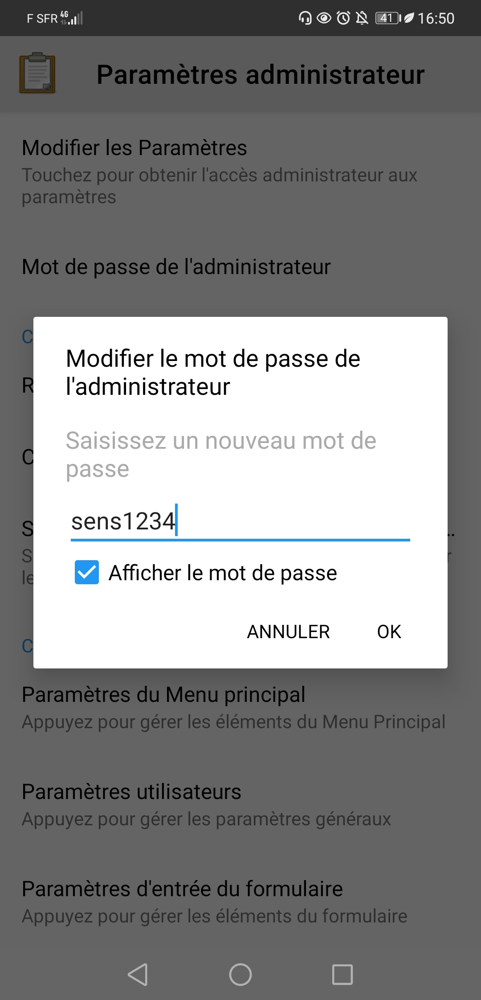 F SFR 4G 41 16:50
Paramètres administrateur
Modifier les Paramètres
Touchez pour obtenir l'accès administrateur aux
paramètres
Mot de passe de l'administrateur
C
R
Modifier le mot de passe de
l'administrateur
Saisissez un nouveau mot de
passe
C
sens1234
S
..
S
r
le
Afficher le mot de passe
ANNULER OK
C
Paramètres du Menu principal
Appuyez pour gérer les éléments du Menu Principal
Paramètres utilisateurs
Appuyez pour gérer les paramètres généraux
Paramètres d'entrée du formulaire
Appuyez pour gérer les éléments du formulaire